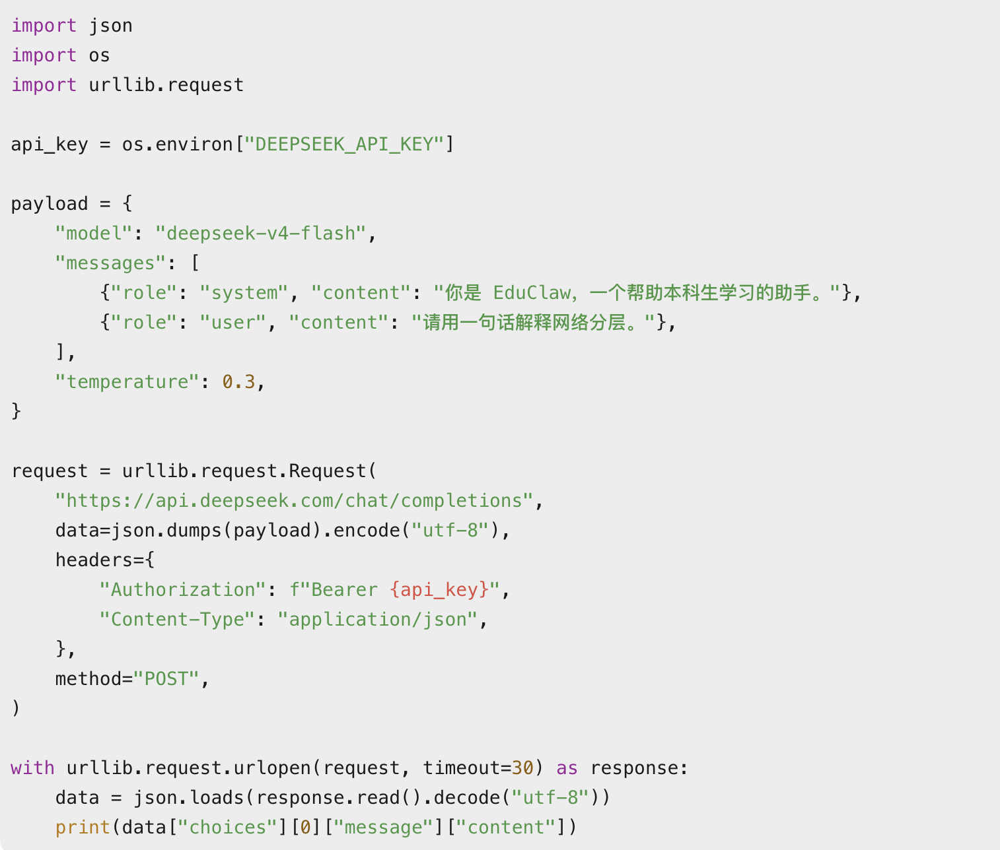 import json
import os
import urllib.request

api_key = os.environ["DEEPSEEK_API_KEY"]

payload = {
    "model": "deepseek-v4-flash",
    "messages": [
        {"role": "system", "content": "你是 EduClaw，一个帮助本科生学习的助手。"},
        {"role": "user", "content": "请用一句话解释网络分层。"},
    ],
    "temperature": 0.3,
}

request = urllib.request.Request(
    "https://api.deepseek.com/chat/completions",
    data=json.dumps(payload).encode("utf-8"),
    headers={
        "Authorization": f"Bearer {api_key}",
        "Content-Type": "application/json",
    },
    method="POST",
)

with urllib.request.urlopen(request, timeout=30) as response:
    data = json.loads(response.read().decode("utf-8"))
    print(data["choices"][0]["message"]["content"])